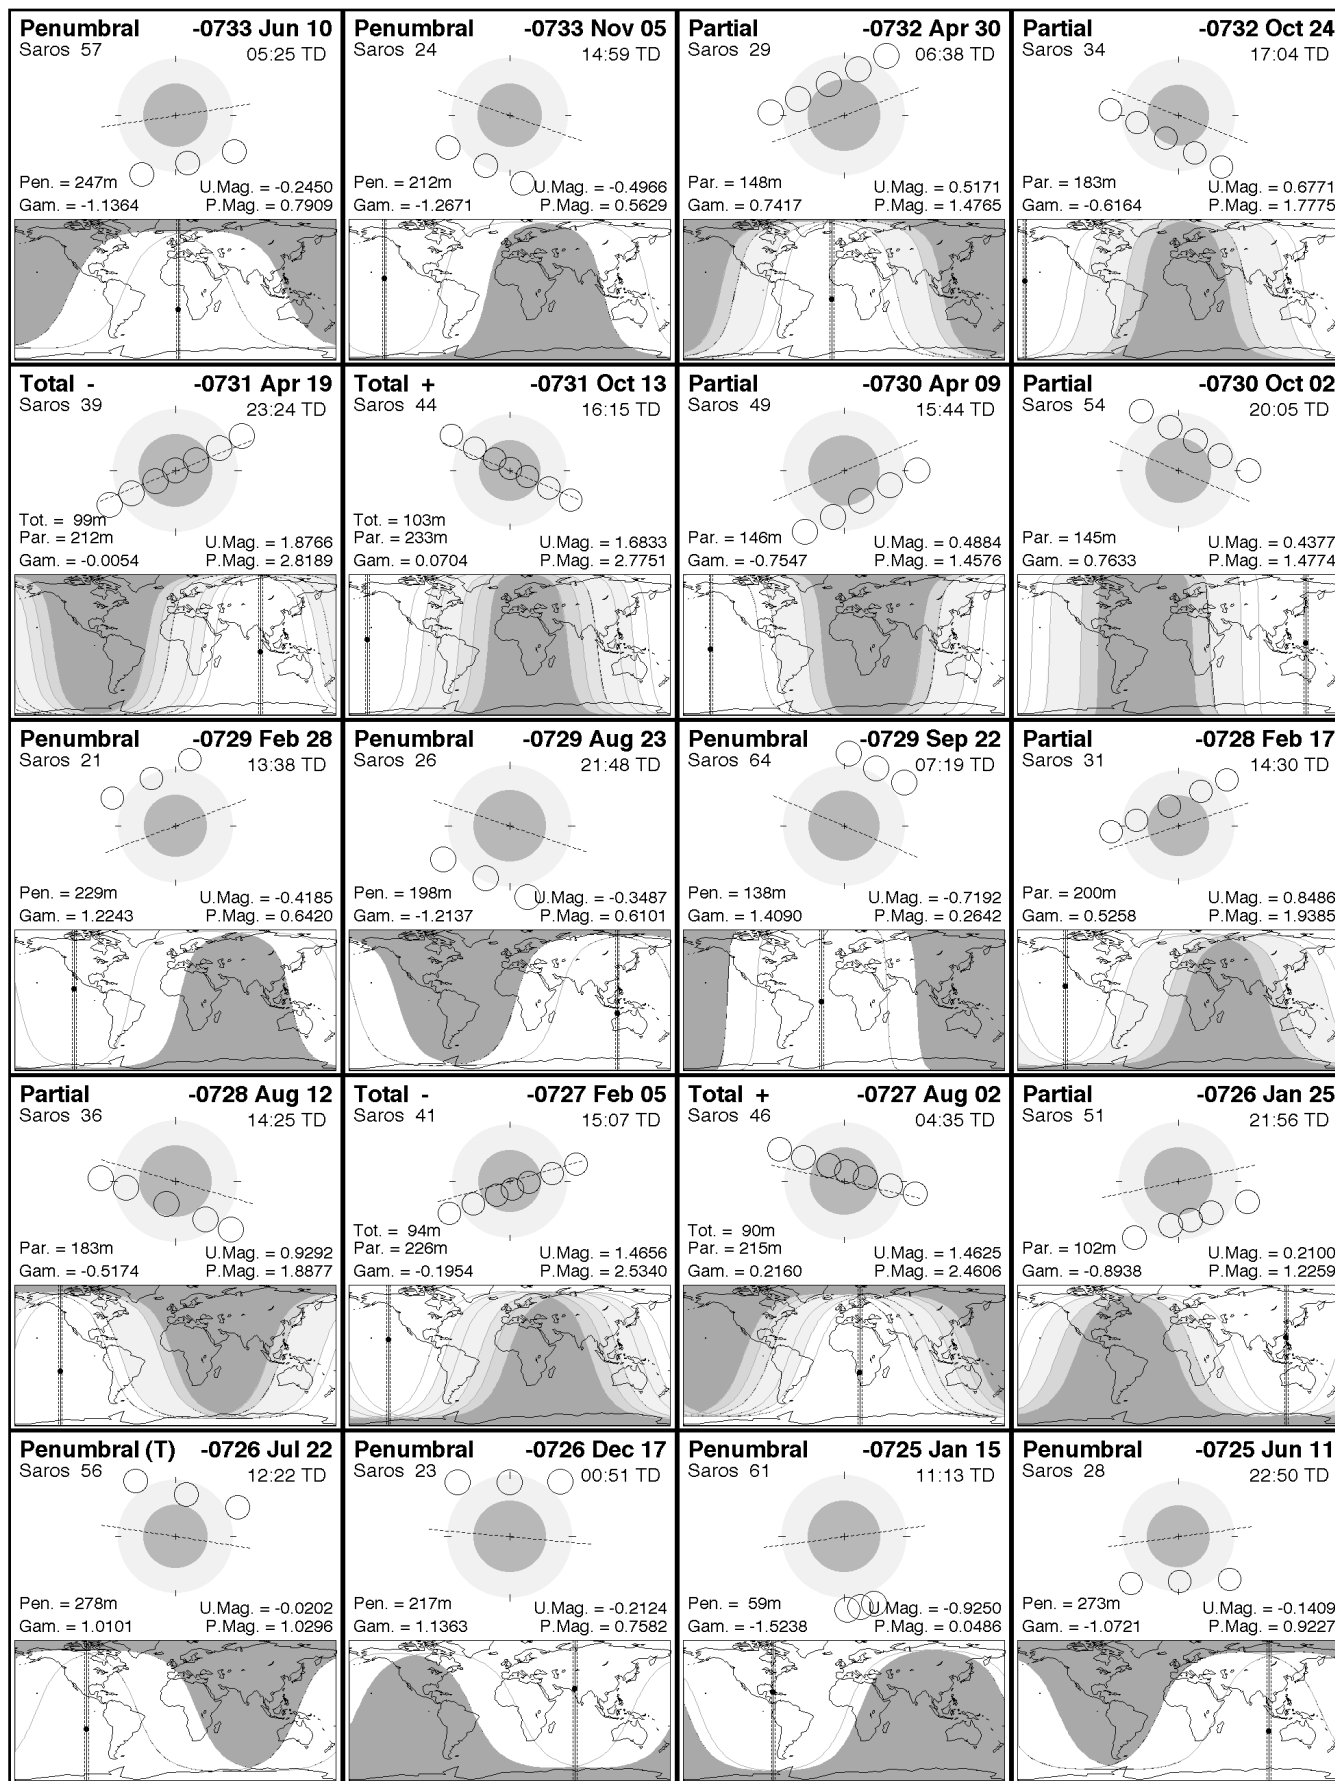 Penumbral -0733 Jun 10
Saros 57 05:25 TD
Pen. = 247m U.Mag. = -0.2450
Gam. = -1.1364 P.Mag. = 0.7909
Penumbral -0733 Nov 05
Saros 24 14:59 TD
Pen. = 212m U.Mag. = -0.4966
Gam. = -1.2671 P.Mag. = 0.5629
Partial -0732 Apr 30
Saros 29 06:38 TD
Par. = 148m U.Mag. = 0.5171
Gam. = 0.7417 P.Mag. = 1.4765
Partial -0732 Oct 24
Saros 34 17:04 TD
Par. = 183m U.Mag. = 0.6771
Gam. = -0.6164 P.Mag. = 1.7775
Total - -0731 Apr 19
Saros 39 23:24 TD
Tot. = 99m
Par. = 212m U.Mag. = 1.8766
Gam. = -0.0054 P.Mag. = 2.8189
Total + -0731 Oct 13
Saros 44 16:15 TD
Tot. = 103m
Par. = 233m U.Mag. = 1.6833
Gam. = 0.0704 P.Mag. = 2.7751
Partial -0730 Apr 09
Saros 49 15:44 TD
Par. = 146m U.Mag. = 0.4884
Gam. = -0.7547 P.Mag. = 1.4576
Partial -0730 Oct 02
Saros 54 20:05 TD
Par. = 145m U.Mag. = 0.4377
Gam. = 0.7633 P.Mag. = 1.4774
Penumbral -0729 Feb 28
Saros 21 13:38 TD
Pen. = 229m U.Mag. = -0.4185
Gam. = 1.2243 P.Mag. = 0.6420
Penumbral -0729 Aug 23
Saros 26 21:48 TD
Pen. = 198m U.Mag. = -0.3487
Gam. = -1.2137 P.Mag. = 0.6101
Penumbral -0729 Sep 22
Saros 64 07:19 TD
Pen. = 138m U.Mag. = -0.7192
Gam. = 1.4090 P.Mag. = 0.2642
Partial -0728 Feb 17
Saros 31 14:30 TD
Par. = 200m U.Mag. = 0.8486
Gam. = 0.5258 P.Mag. = 1.9385
Partial -0728 Aug 12
Saros 36 14:25 TD
Par. = 183m U.Mag. = 0.9292
Gam. = -0.5174 P.Mag. = 1.8877
Total - -0727 Feb 05
Saros 41 15:07 TD
Tot. = 94m
Par. = 226m U.Mag. = 1.4656
Gam. = -0.1954 P.Mag. = 2.5340
Total + -0727 Aug 02
Saros 46 04:35 TD
Tot. = 90m
Par. = 215m U.Mag. = 1.4625
Gam. = 0.2160 P.Mag. = 2.4606
Partial -0726 Jan 25
Saros 51 21:56 TD
Par. = 102m U.Mag. = 0.2100
Gam. = -0.8938 P.Mag. = 1.2259
Penumbral (T) -0726 Jul 22
Saros 56 12:22 TD
Pen. = 278m U.Mag. = -0.0202
Gam. = 1.0101 P.Mag. = 1.0296
Penumbral -0726 Dec 17
Saros 23 00:51 TD
Pen. = 217m U.Mag. = -0.2124
Gam. = 1.1363 P.Mag. = 0.7582
Penumbral -0725 Jan 15
Saros 61 11:13 TD
Pen. = 59m U.Mag. = -0.9250
Gam. = -1.5238 P.Mag. = 0.0486
Penumbral -0725 Jun 11
Saros 28 22:50 TD
Pen. = 273m U.Mag. = -0.1409
Gam. = -1.0721 P.Mag. = 0.9227